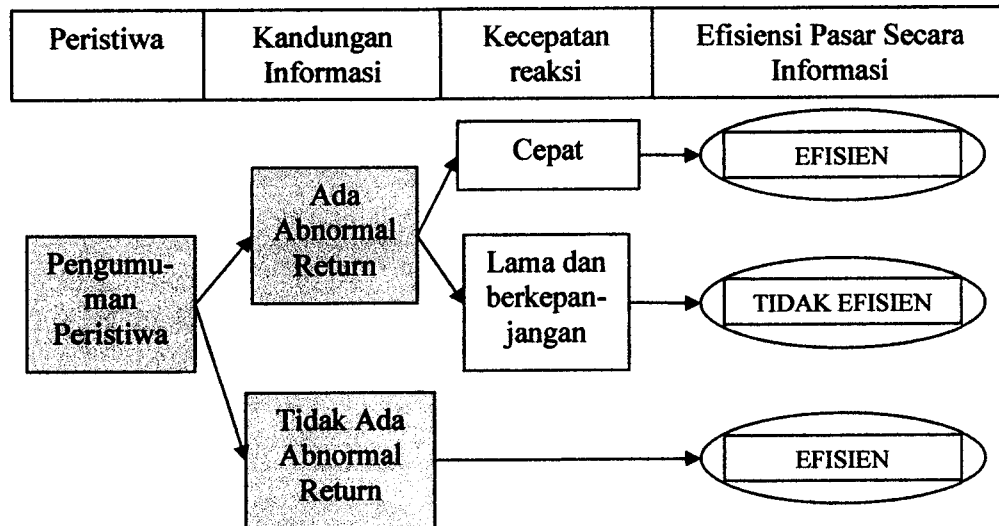 Peristiwa
Kandungan
Informasi
Kecepatan
reaksi
Efisiensi Pasar Secara
Informasi
Pengumu-
man
Peristiwa
Ada
Abnormal
Return
Tidak Ada
Abnormal
Return
Cepat
Lama dan
berkepan-
jangan
EFISIEN
TIDAK EFISIEN
EFISIEN